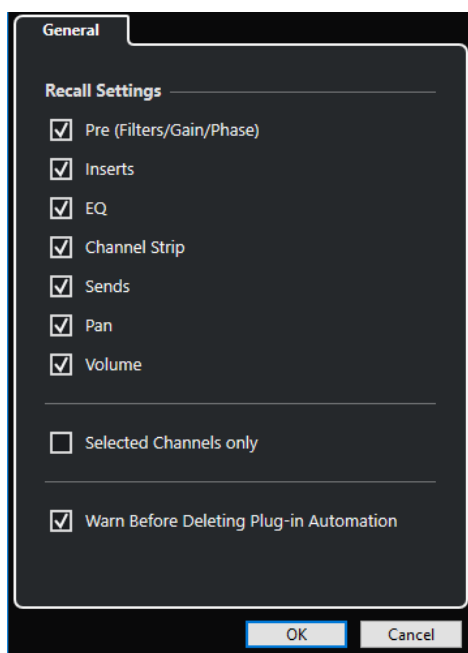 General
Recall Settings
Pre (Filters/Gain/Phase)
Inserts
EQ
Channel Strip
Sends
Pan
Volume
Selected Channels only
Warn Before Deleting Plug-in Automation
OK Cancel